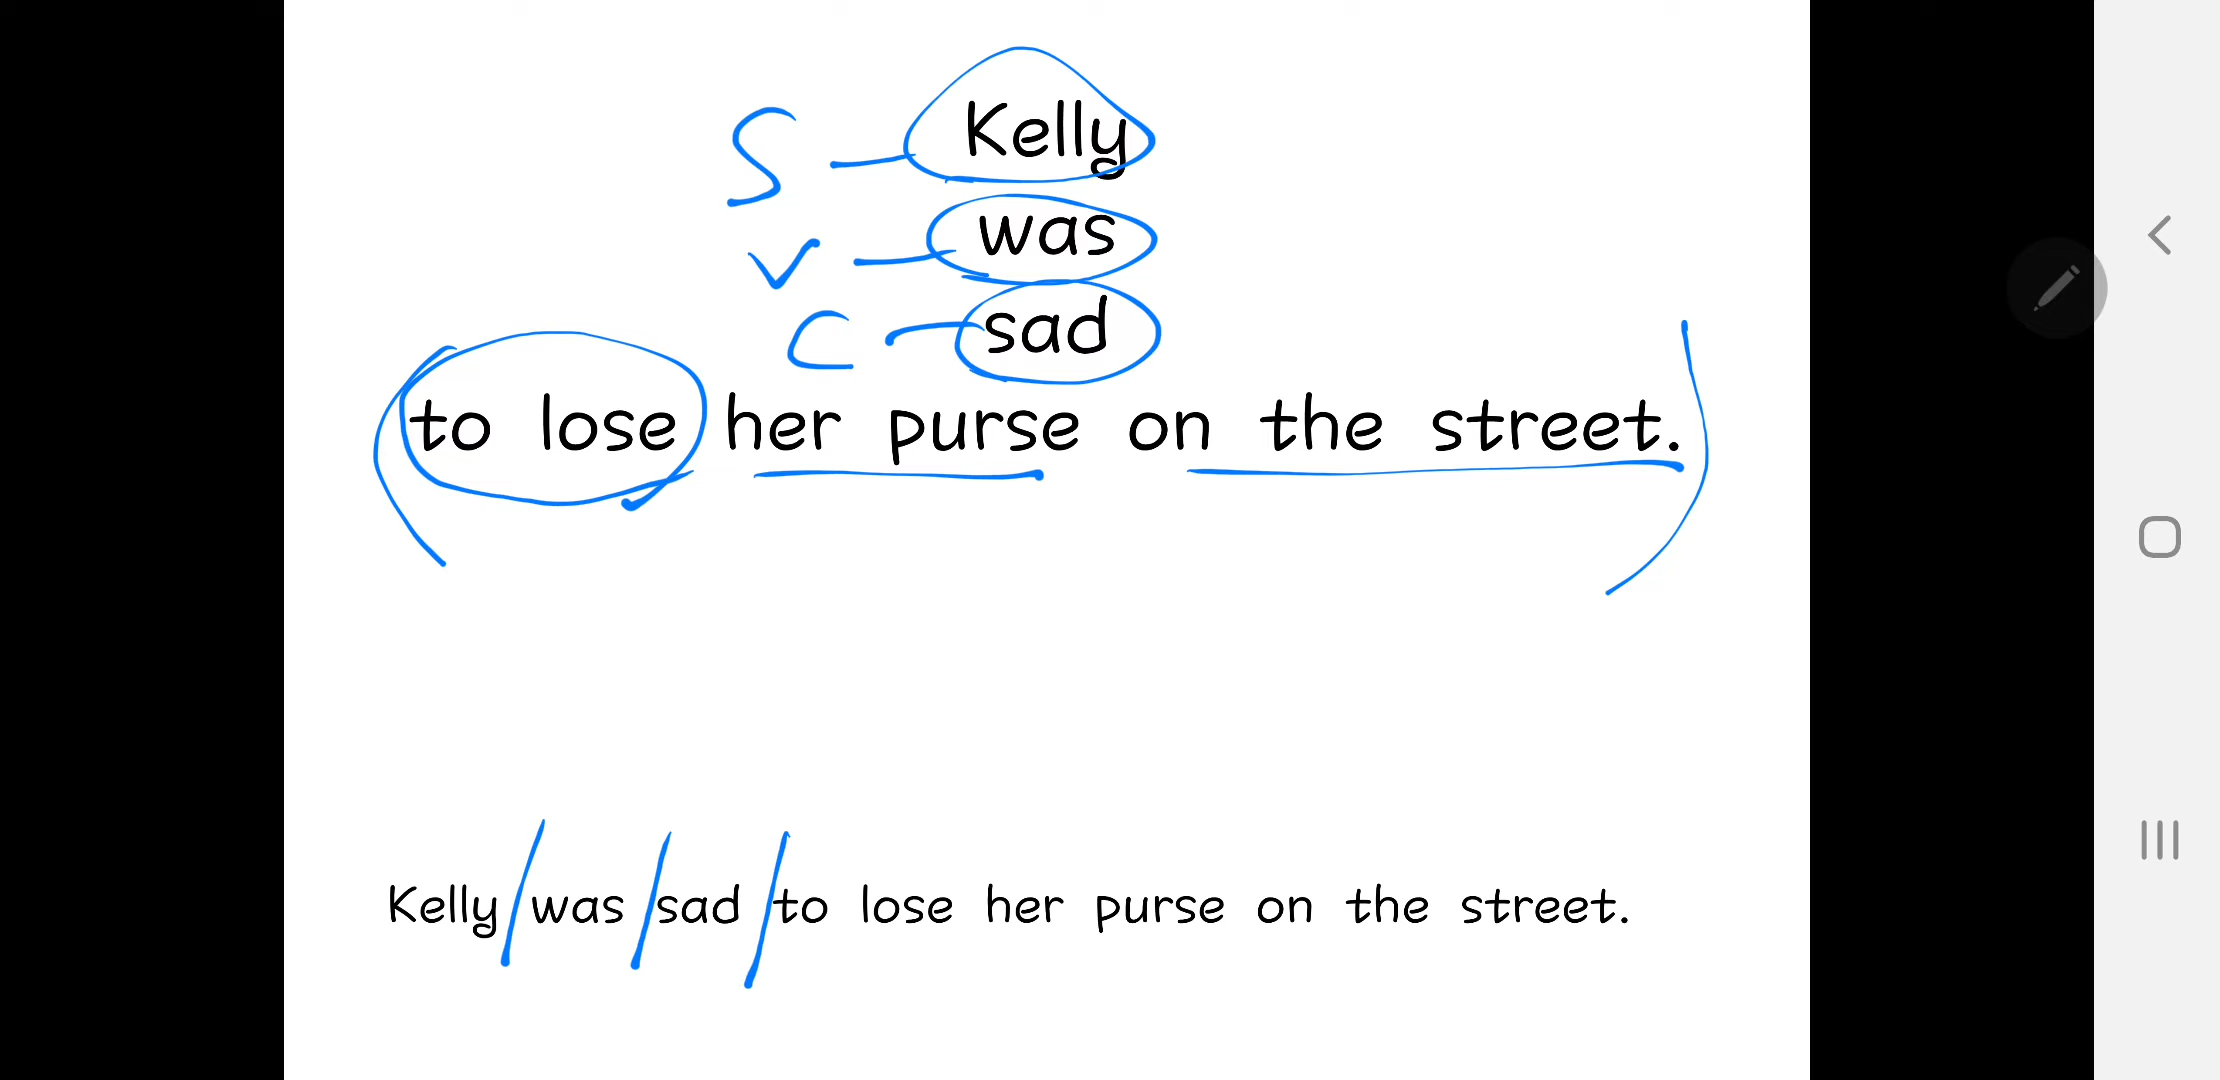 S Kelly
V was
C sad
to lose her purse on the street.
Kelly / was / sad / to lose her purse on the street.